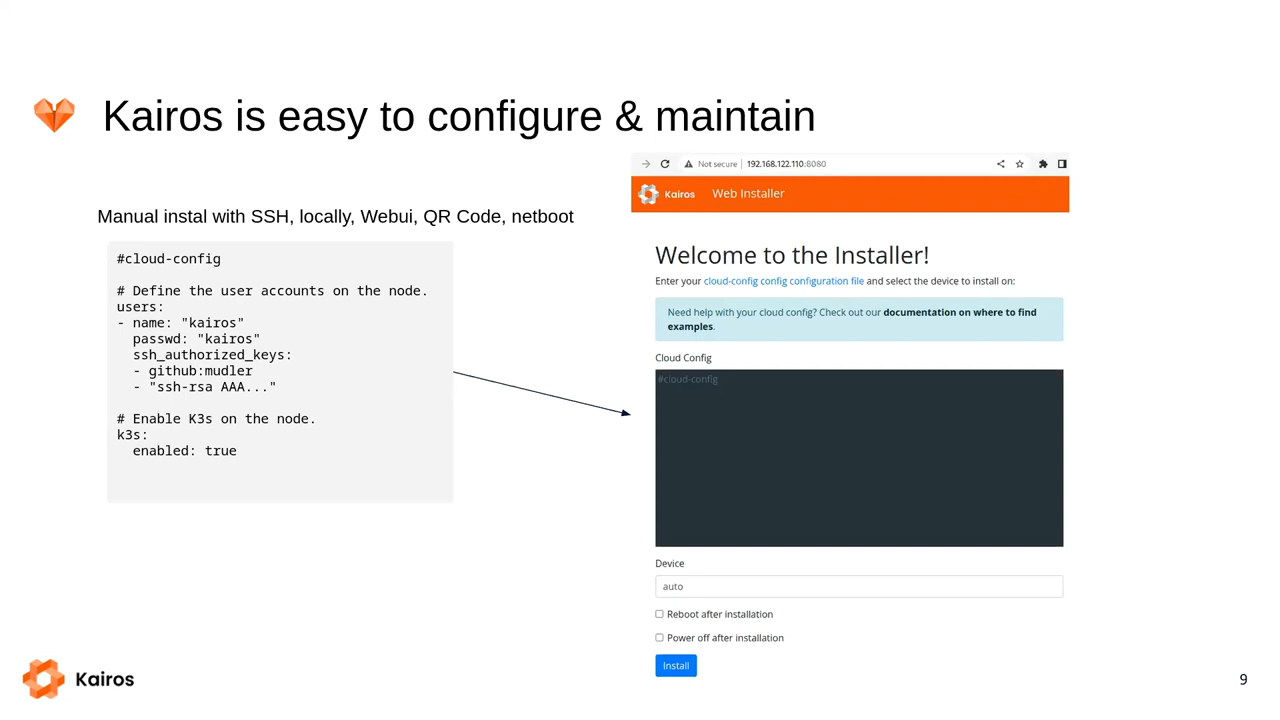 Kairos is easy to configure & maintain
Manual instal with SSH, locally, Webui, QR Code, netboot
#cloud-config
# Define the user accounts on the node.
users:
- name: "kairos"
  passwd: "kairos"
  ssh_authorized_keys:
  - github:mudler
  - "ssh-rsa AAA..."
# Enable K3s on the node.
k3s:
  enabled: true
Not secure | 192.168.122.110:8080
Kairos Web Installer
Welcome to the Installer!
Enter your cloud-config config configuration file and select the device to install on:
Need help with your cloud config? Check out our documentation on where to find
examples.
Cloud Config
#cloud-config
Device
auto
Reboot after installation
Power off after installation
Install
Kairos
9